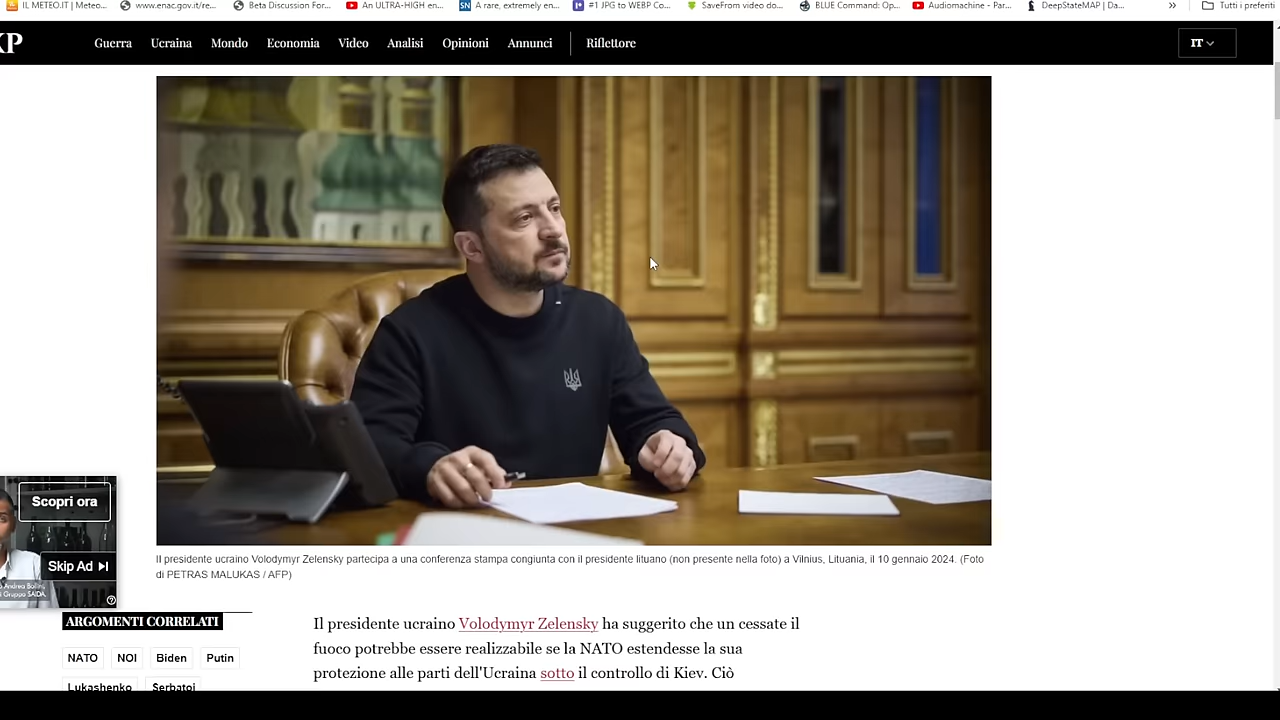 IL METEO.IT | Meteo...
www.enac.gov.it/re...
Beta Discussion For...
An ULTRA-HIGH en...
SN A rare, extremely en...
#1 JPG to WEBP Co...
SaveFrom video do...
BLUE Command: Op...
Audiomachine - Par...
DeepStateMAP | Da...
»
Tutti i preferiti
KP
Guerra Ucraina Mondo Economia Video Analisi Opinioni Annunci Riflettore
IT
Scopri ora
Skip Ad
Il presidente ucraino Volodymyr Zelensky partecipa a una conferenza stampa congiunta con il presidente lituano (non presente nella foto) a Vilnius, Lituania, il 10 gennaio 2024. (Foto
di PETRAS MALUKAS / AFP)
ARGOMENTI CORRELATI
NATO NOI Biden Putin
Lukashenko Serbatoi
Il presidente ucraino Volodymyr Zelensky ha suggerito che un cessate il
fuoco potrebbe essere realizzabile se la NATO estendesse la sua
protezione alle parti dell'Ucraina sotto il controllo di Kiev. Ciò